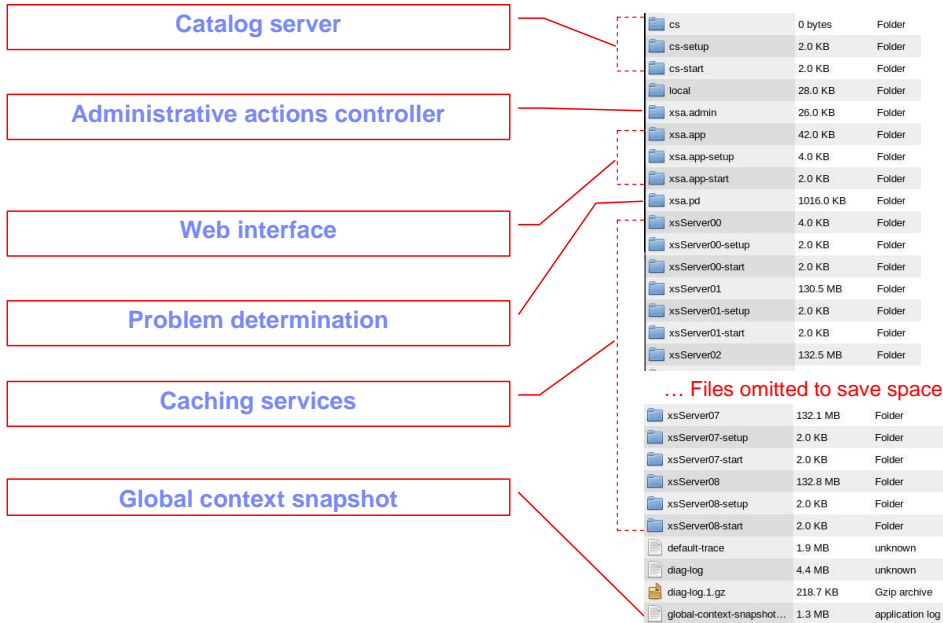 Catalog server
Administrative actions controller
Web interface
Problem determination
Caching services
Global context snapshot
cs 0 bytes Folder
cs-setup 2.0 KB Folder
cs-start 2.0 KB Folder
local 28.0 KB Folder
xsa.admin 26.0 KB Folder
xsa.app 42.0 KB Folder
xsa.app-setup 4.0 KB Folder
xsa.app-start 2.0 KB Folder
xsa.pd 1016.0 KB Folder
xsServer00 4.0 KB Folder
xsServer00-setup 2.0 KB Folder
xsServer00-start 2.0 KB Folder
xsServer01 130.5 MB Folder
xsServer01-setup 2.0 KB Folder
xsServer01-start 2.0 KB Folder
xsServer02 132.5 MB Folder
… Files omitted to save space
xsServer07 132.1 MB Folder
xsServer07-setup 2.0 KB Folder
xsServer07-start 2.0 KB Folder
xsServer08 132.8 MB Folder
xsServer08-setup 2.0 KB Folder
xsServer08-start 2.0 KB Folder
default-trace 1.9 MB unknown
diag-log 4.4 MB unknown
diag-log.1.gz 218.7 KB Gzip archive
global-context-snapshot... 1.3 MB application log